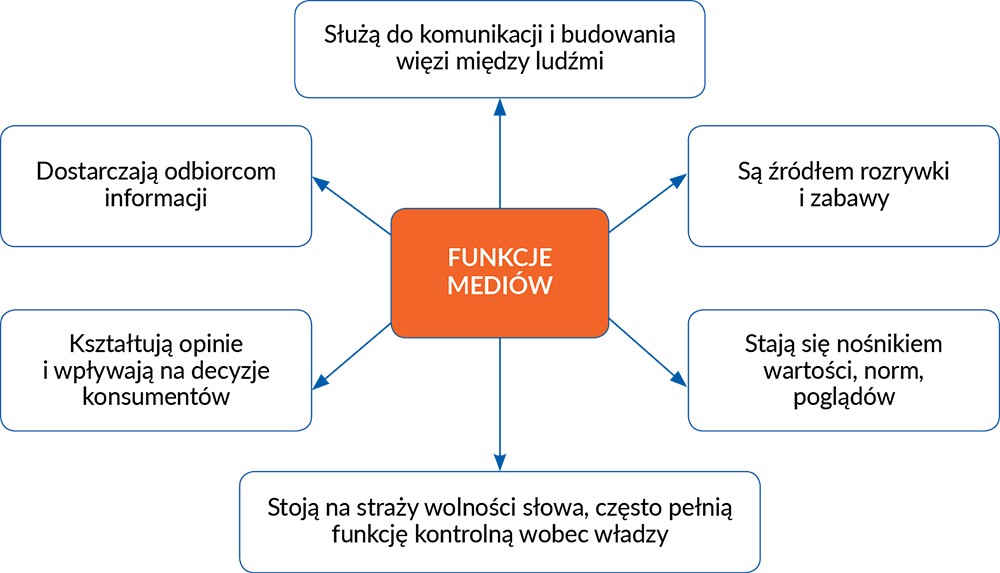 Służą do komunikacji i budowania
więzi między ludźmi
Dostarczają odbiorcom
informacji
Są źródłem rozrywki
i zabawy
FUNKCJE
MEDIÓW
Kształtują opinie
i wpływają na decyzje
konsumentów
Stają się nośnikiem
wartości, norm,
poglądów
Stoją na straży wolności słowa, często pełnią
funkcję kontrolną wobec władzy